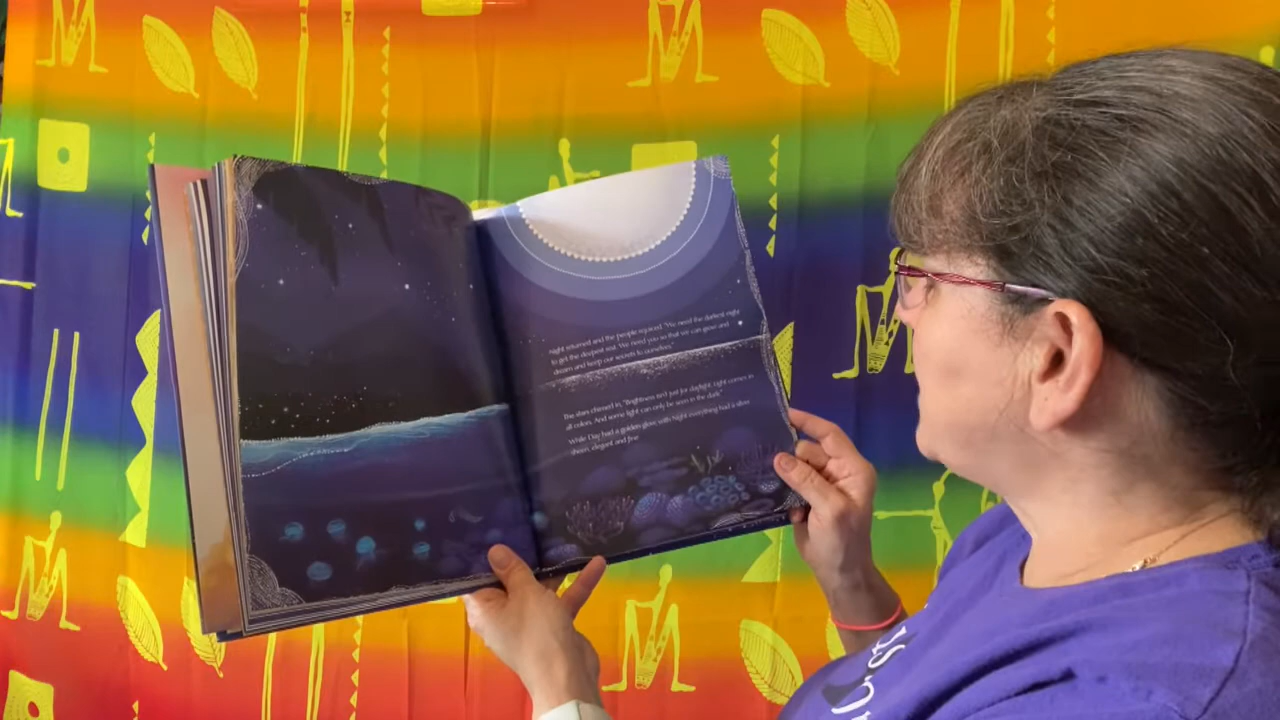 Night returned and the people rejoiced. "We need the darkest night
to get the deepest rest. We need you so that we can grow and
dream and keep our secrets to ourselves."
The stars chimed in, "Brightness isn't just for daylight. Light comes in
all colors. And some light can only be seen in the dark."
While Day had a golden glow, with Night everything had a silver
sheen, elegant and fine.